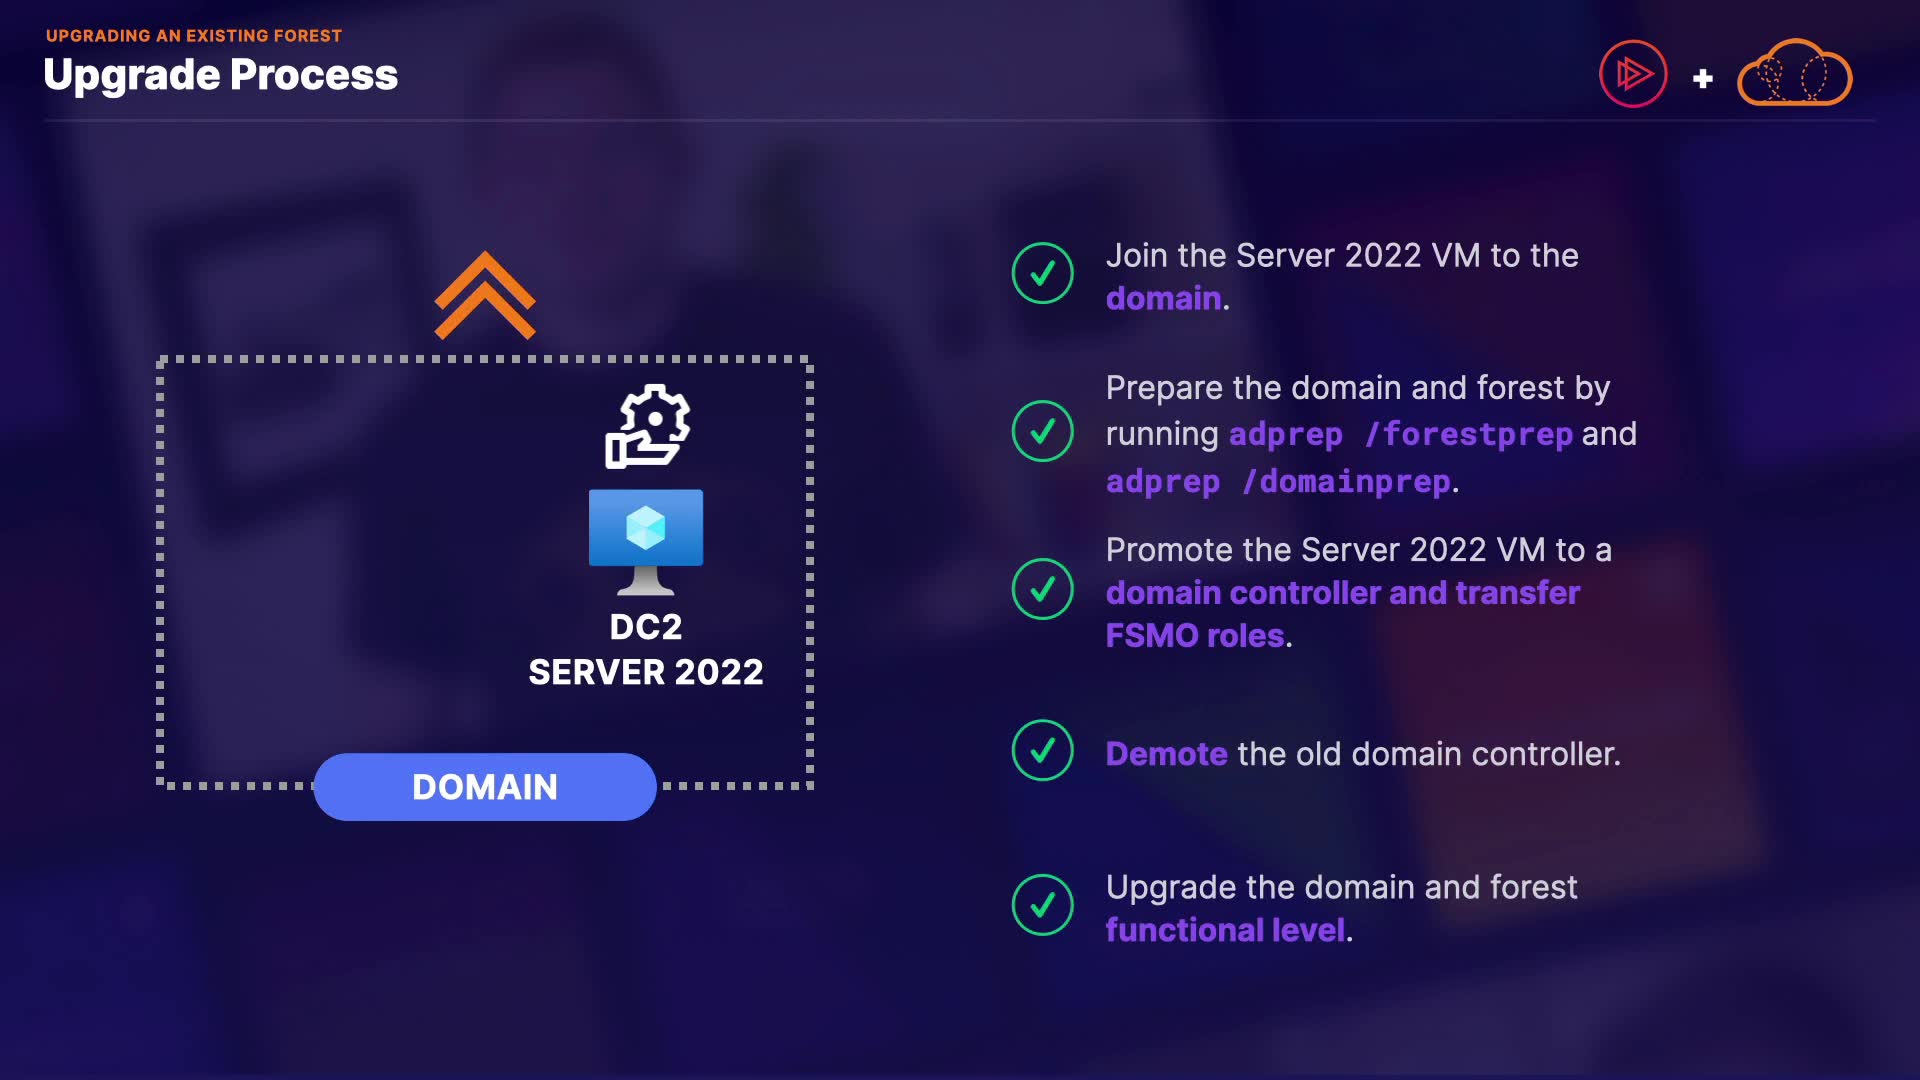 UPGRADING AN EXISTING FOREST
Upgrade Process
DC2
SERVER 2022
DOMAIN
Join the Server 2022 VM to the
domain.
Prepare the domain and forest by
running adprep /forestprep and
adprep /domainprep.
Promote the Server 2022 VM to a
domain controller and transfer
FSMO roles.
Demote the old domain controller.
Upgrade the domain and forest
functional level.